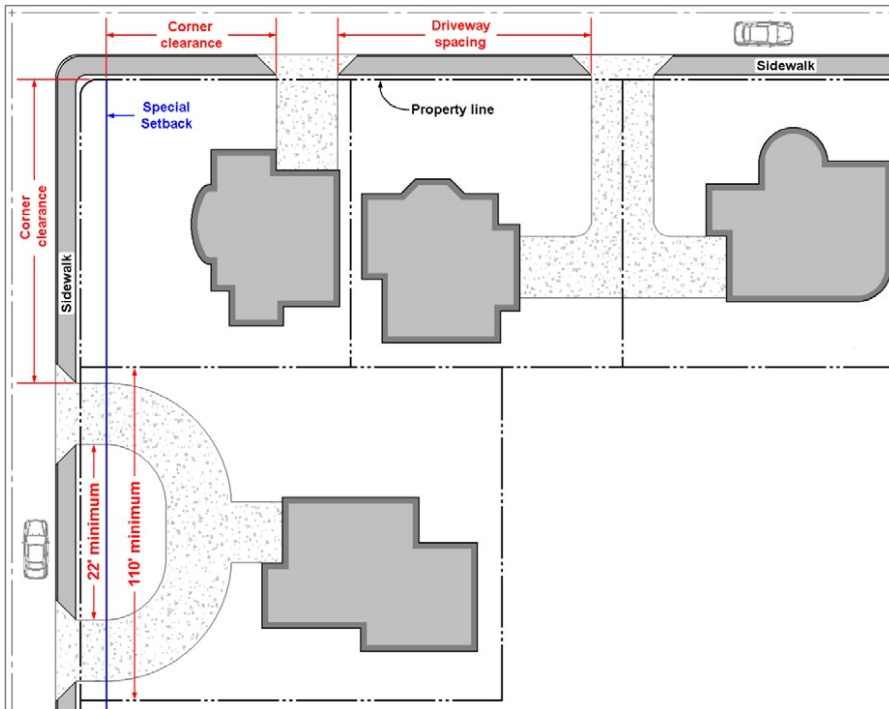 Corner
clearance
Driveway
spacing
Sidewalk
Special
Setback
Property line
Corner
clearance
Sidewalk
22' minimum
110' minimum